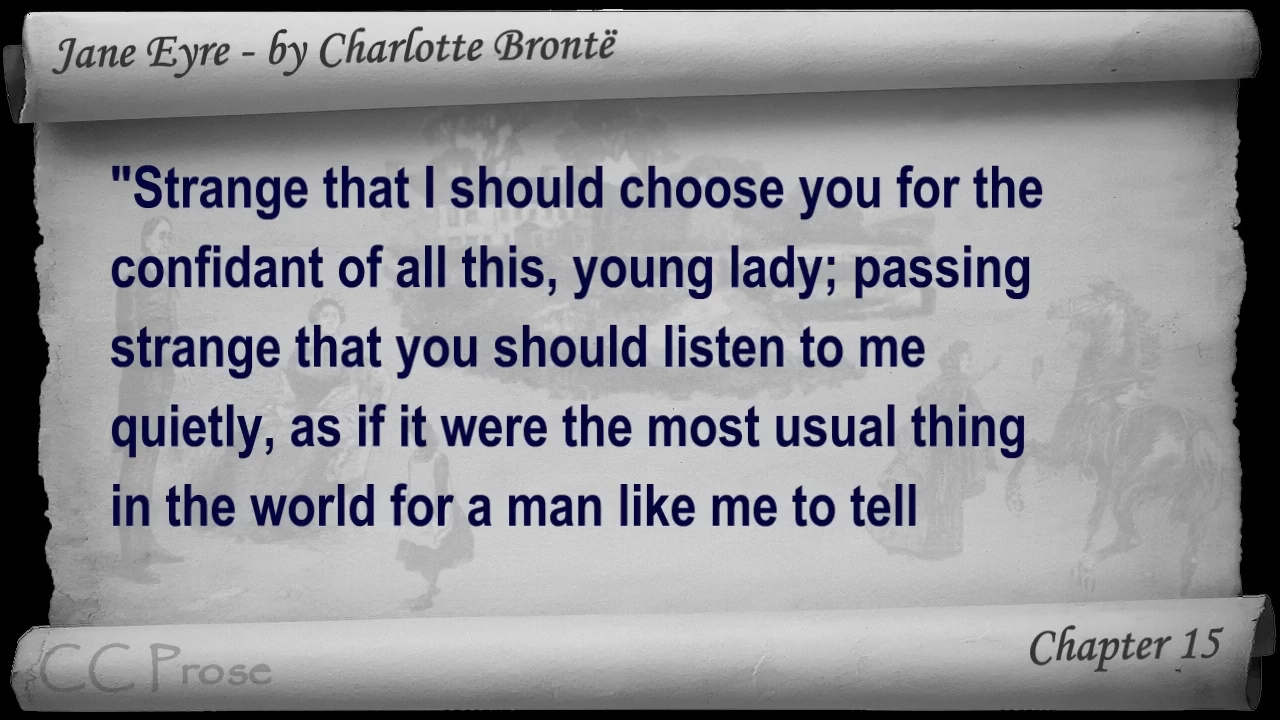 Jane Eyre - by Charlotte Brontë
"Strange that I should choose you for the
confidant of all this, young lady; passing
strange that you should listen to me
quietly, as if it were the most usual thing
in the world for a man like me to tell
Chapter 15
CC Prose